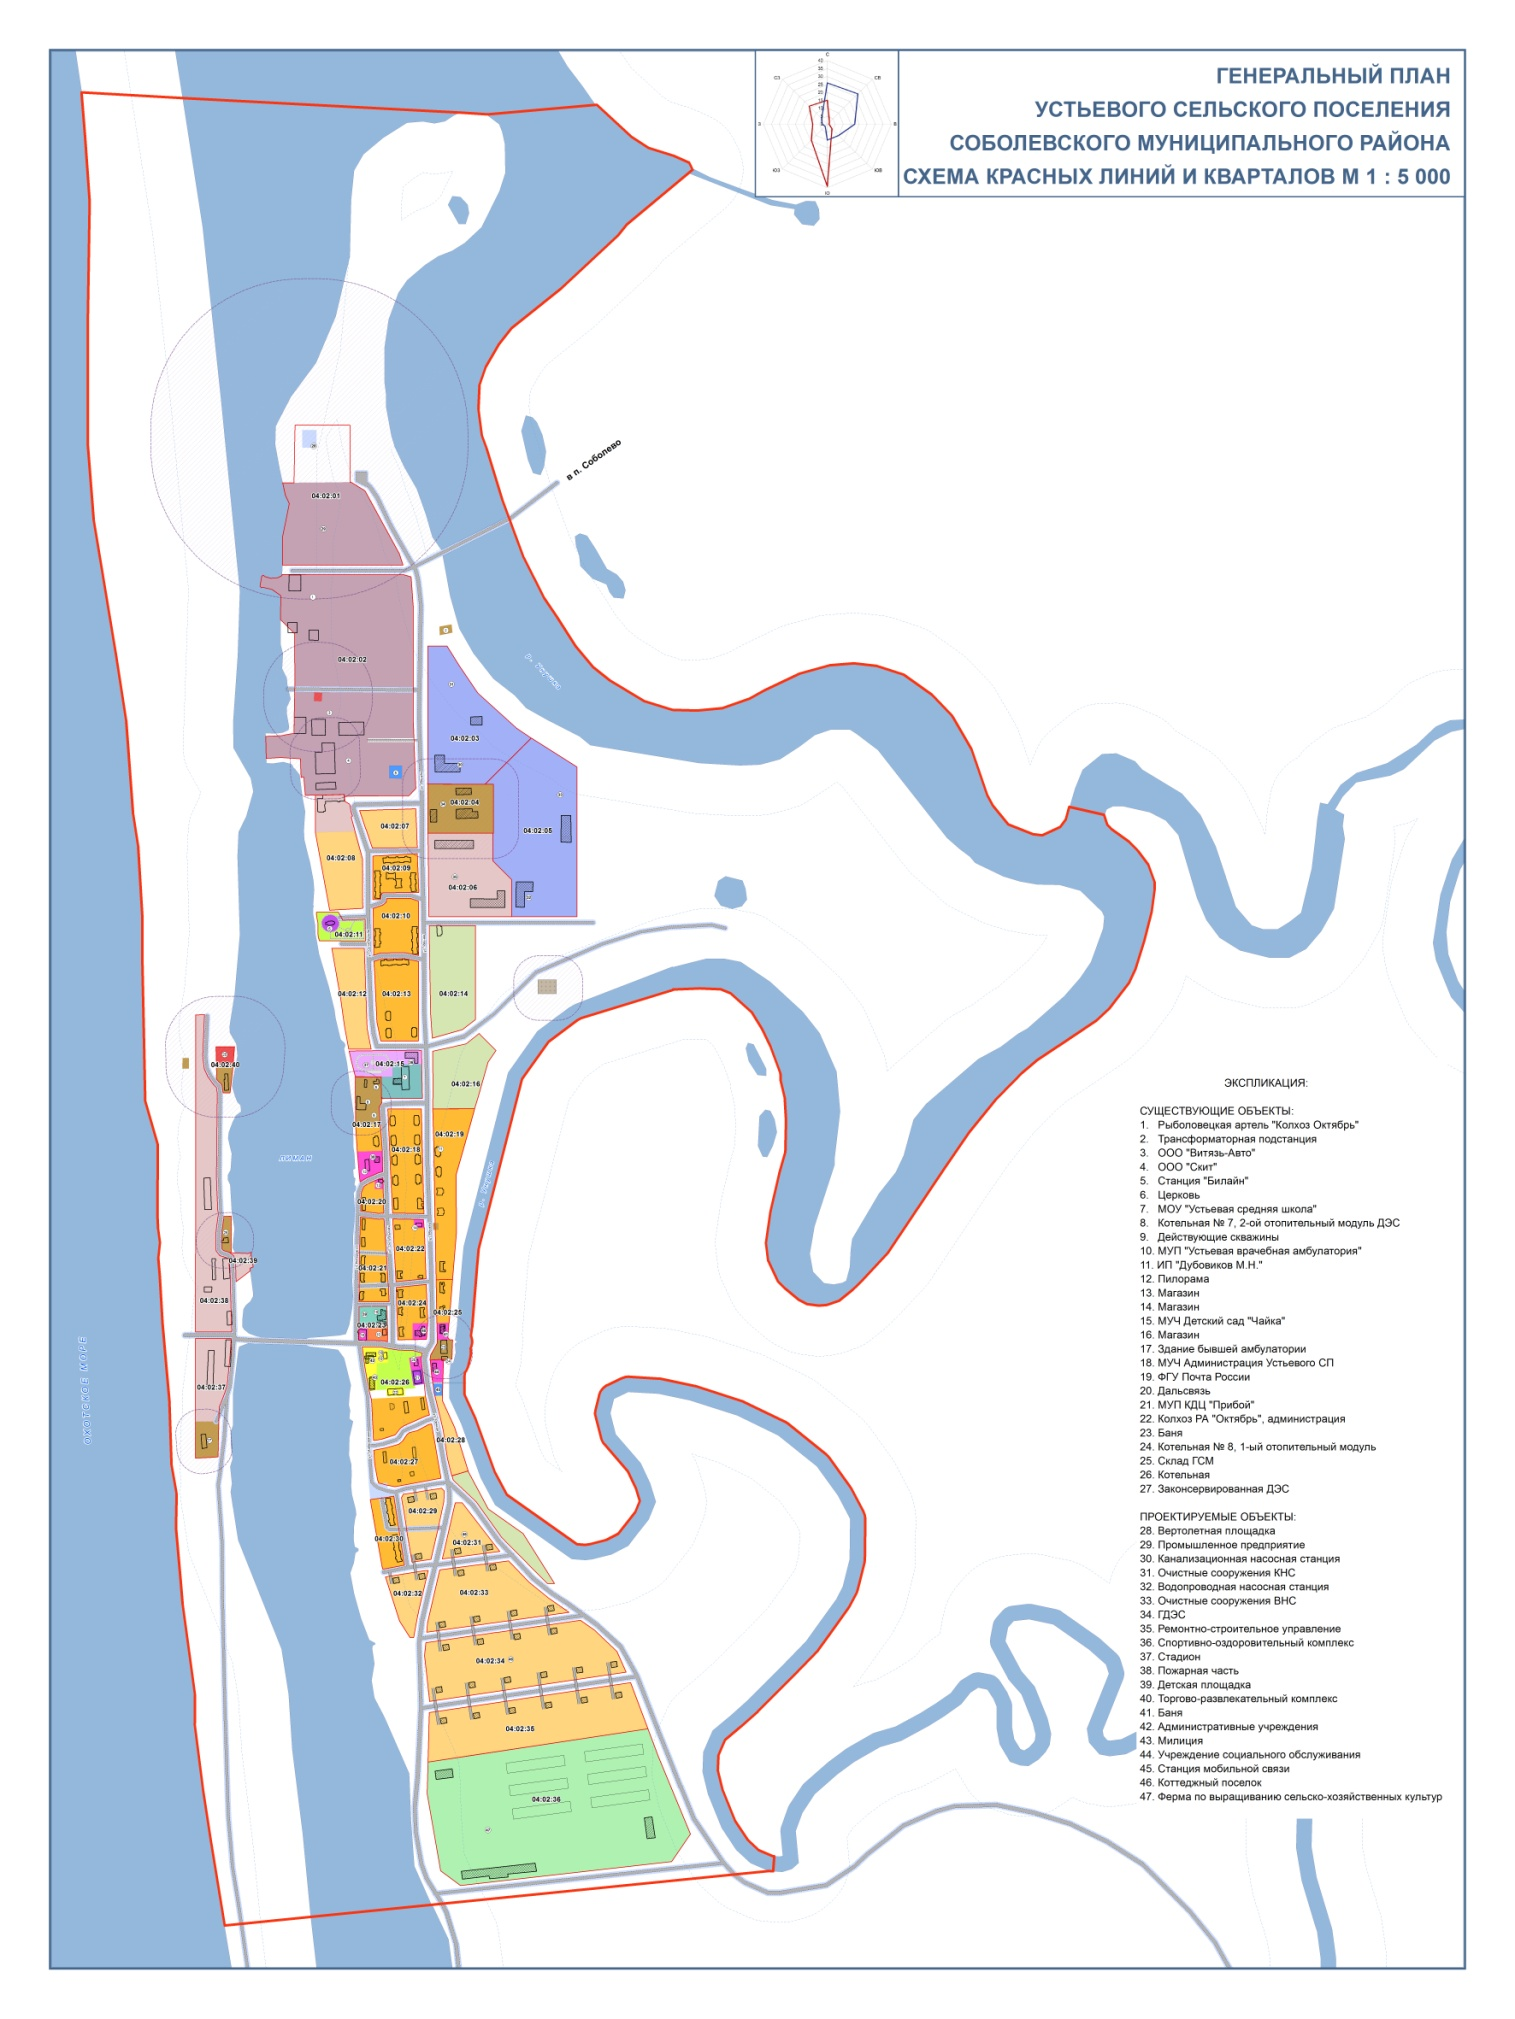 ГЕНЕРАЛЬНЫЙ ПЛАН
УСТЬЕВОГО СЕЛЬСКОГО ПОСЕЛЕНИЯ
СОБОЛЕВСКОГО МУНИЦИПАЛЬНОГО РАЙОНА
СХЕМА КРАСНЫХ ЛИНИЙ И КВАРТАЛОВ М 1 : 5 000
С
СВ
В
ЮВ
Ю
ЮЗ
З
СЗ
в п. Соболево
04:02:01
04:02:02
04:02:03
04:02:04
04:02:05
04:02:06
04:02:07
04:02:08
04:02:09
04:02:10
04:02:11
04:02:12
04:02:13
04:02:14
04:02:15
04:02:16
04:02:17
04:02:18
04:02:19
04:02:20
04:02:21
04:02:22
04:02:23
04:02:24
04:02:25
04:02:26
04:02:27
04:02:28
04:02:29
04:02:30
04:02:31
04:02:32
04:02:33
04:02:34
04:02:35
04:02:36
04:02:37
04:02:38
04:02:39
04:02:40
ЛИМАН
ОХОТСКОЕ МОРЕ
ЭКСПЛИКАЦИЯ:
СУЩЕСТВУЮЩИЕ ОБЪЕКТЫ:
1. Рыболовецкая артель "Колхоз Октябрь"
2. Трансформаторная подстанция
3. ООО "Витязь-Авто"
4. ООО "Скит"
5. Станция "Билайн"
6. Церковь
7. МОУ "Устьевая средняя школа"
8. Котельная № 7, 2-ой отопительный модуль ДЭС
9. Действующие скважины
10. МУП "Устьевая врачебная амбулатория"
11. ИП "Дубовиков М.Н."
12. Пилорама
13. Магазин
14. Магазин
15. МУЧ Детский сад "Чайка"
16. Магазин
17. Здание бывшей амбулатории
18. МУЧ Администрация Устьевого СП
19. ФГУ Почта России
20. Дальсвязь
21. МУП КДЦ "Прибой"
22. Колхоз РА "Октябрь", администрация
23. Баня
24. Котельная № 8, 1-ый отопительный модуль
25. Склад ГСМ
26. Котельная
27. Законсервированная ДЭС
ПРОЕКТИРУЕМЫЕ ОБЪЕКТЫ:
28. Вертолетная площадка
29. Промышленное предприятие
30. Канализационная насосная станция
31. Очистные сооружения КНС
32. Водопроводная насосная станция
33. Очистные сооружения ВНС
34. ГДЭС
35. Ремонтно-строительное управление
36. Спортивно-оздоровительный комплекс
37. Стадион
38. Пожарная часть
39. Детская площадка
40. Торгово-развлекательный комплекс
41. Баня
42. Административные учреждения
43. Милиция
44. Учреждение социального обслуживания
45. Станция мобильной связи
46. Коттеджный поселок
47. Ферма по выращиванию сельско-хозяйственных культур